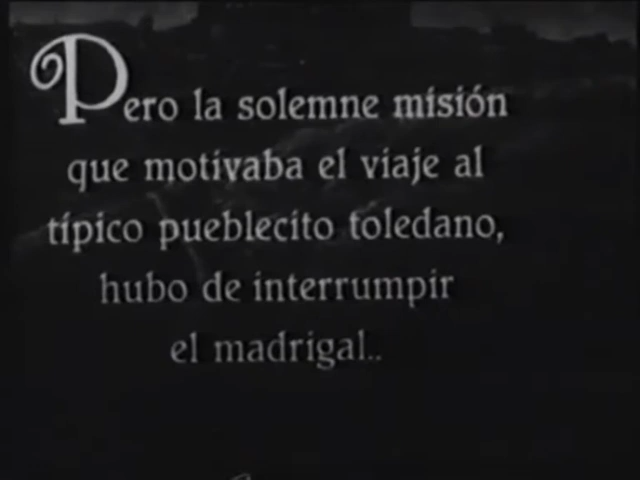 Pero la solemne misión
que motivaba el viaje al
típico pueblecito toledano,
hubo de interrumpir
el madrigal..